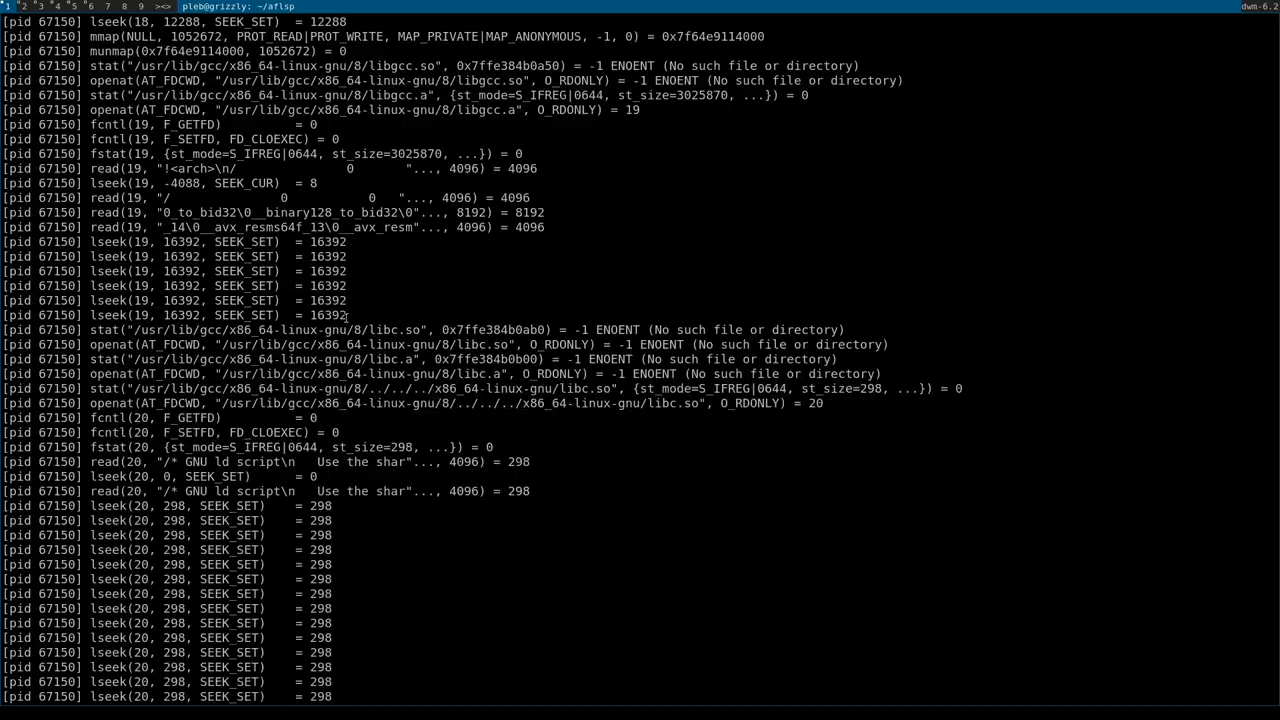 1 2 3 4 5 6 7 8 9 ><> pleb@grizzly: ~/aflsp dwm-6.2
[pid 67150] lseek(18, 12288, SEEK_SET)  = 12288
[pid 67150] mmap(NULL, 1052672, PROT_READ|PROT_WRITE, MAP_PRIVATE|MAP_ANONYMOUS, -1, 0) = 0x7f64e9114000
[pid 67150] munmap(0x7f64e9114000, 1052672) = 0
[pid 67150] stat("/usr/lib/gcc/x86_64-linux-gnu/8/libgcc.so", 0x7ffe384b0a50) = -1 ENOENT (No such file or directory)
[pid 67150] openat(AT_FDCWD, "/usr/lib/gcc/x86_64-linux-gnu/8/libgcc.so", O_RDONLY) = -1 ENOENT (No such file or directory)
[pid 67150] stat("/usr/lib/gcc/x86_64-linux-gnu/8/libgcc.a", {st_mode=S_IFREG|0644, st_size=3025870, ...}) = 0
[pid 67150] openat(AT_FDCWD, "/usr/lib/gcc/x86_64-linux-gnu/8/libgcc.a", O_RDONLY) = 19
[pid 67150] fcntl(19, F_GETFD)          = 0
[pid 67150] fcntl(19, F_SETFD, FD_CLOEXEC) = 0
[pid 67150] fstat(19, {st_mode=S_IFREG|0644, st_size=3025870, ...}) = 0
[pid 67150] read(19, "!<arch>\n/               0       "..., 4096) = 4096
[pid 67150] lseek(19, -4088, SEEK_CUR)  = 8
[pid 67150] read(19, "/               0           0   "..., 4096) = 4096
[pid 67150] read(19, "0_to_bid32\0__binary128_to_bid32\0"..., 8192) = 8192
[pid 67150] read(19, "_14\0__avx_resms64f_13\0__avx_resm"..., 4096) = 4096
[pid 67150] lseek(19, 16392, SEEK_SET)  = 16392
[pid 67150] lseek(19, 16392, SEEK_SET)  = 16392
[pid 67150] lseek(19, 16392, SEEK_SET)  = 16392
[pid 67150] lseek(19, 16392, SEEK_SET)  = 16392
[pid 67150] lseek(19, 16392, SEEK_SET)  = 16392
[pid 67150] lseek(19, 16392, SEEK_SET)  = 16392
[pid 67150] stat("/usr/lib/gcc/x86_64-linux-gnu/8/libc.so", 0x7ffe384b0ab0) = -1 ENOENT (No such file or directory)
[pid 67150] openat(AT_FDCWD, "/usr/lib/gcc/x86_64-linux-gnu/8/libc.so", O_RDONLY) = -1 ENOENT (No such file or directory)
[pid 67150] stat("/usr/lib/gcc/x86_64-linux-gnu/8/libc.a", 0x7ffe384b0b00) = -1 ENOENT (No such file or directory)
[pid 67150] openat(AT_FDCWD, "/usr/lib/gcc/x86_64-linux-gnu/8/libc.a", O_RDONLY) = -1 ENOENT (No such file or directory)
[pid 67150] stat("/usr/lib/gcc/x86_64-linux-gnu/8/../../../x86_64-linux-gnu/libc.so", {st_mode=S_IFREG|0644, st_size=298, ...}) = 0
[pid 67150] openat(AT_FDCWD, "/usr/lib/gcc/x86_64-linux-gnu/8/../../../x86_64-linux-gnu/libc.so", O_RDONLY) = 20
[pid 67150] fcntl(20, F_GETFD)          = 0
[pid 67150] fcntl(20, F_SETFD, FD_CLOEXEC) = 0
[pid 67150] fstat(20, {st_mode=S_IFREG|0644, st_size=298, ...}) = 0
[pid 67150] read(20, "/* GNU ld script\n   Use the shar"..., 4096) = 298
[pid 67150] lseek(20, 0, SEEK_SET)      = 0
[pid 67150] read(20, "/* GNU ld script\n   Use the shar"..., 4096) = 298
[pid 67150] lseek(20, 298, SEEK_SET)    = 298
[pid 67150] lseek(20, 298, SEEK_SET)    = 298
[pid 67150] lseek(20, 298, SEEK_SET)    = 298
[pid 67150] lseek(20, 298, SEEK_SET)    = 298
[pid 67150] lseek(20, 298, SEEK_SET)    = 298
[pid 67150] lseek(20, 298, SEEK_SET)    = 298
[pid 67150] lseek(20, 298, SEEK_SET)    = 298
[pid 67150] lseek(20, 298, SEEK_SET)    = 298
[pid 67150] lseek(20, 298, SEEK_SET)    = 298
[pid 67150] lseek(20, 298, SEEK_SET)    = 298
[pid 67150] lseek(20, 298, SEEK_SET)    = 298
[pid 67150] lseek(20, 298, SEEK_SET)    = 298
[pid 67150] lseek(20, 298, SEEK_SET)    = 298
[pid 67150] lseek(20, 298, SEEK_SET)    = 298